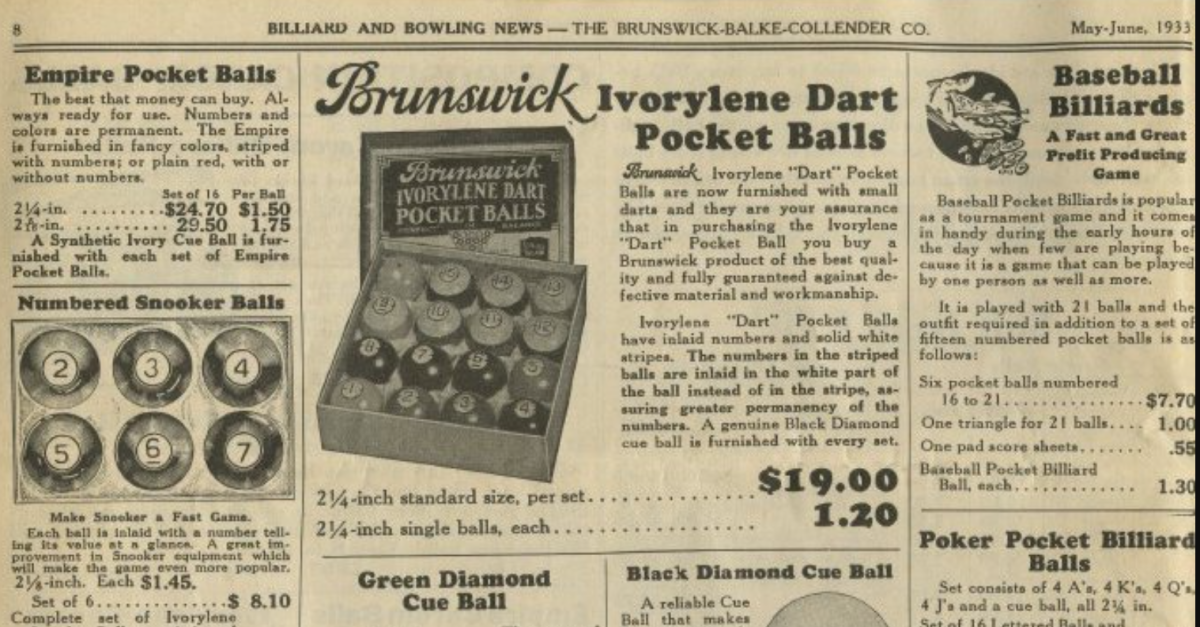 8
BILLIARD AND BOWLING NEWS — THE BRUNSWICK-BALKE-COLLENDER CO.
May-June, 1933
Empire Pocket Balls
The best that money can buy. Al-
ways ready for use. Numbers and
colors are permanent. The Empire
is furnished in fancy colors, striped
with numbers; or plain red, with or
without numbers.
Set of 16 Per Ball
2¼-in. .........$24.70 $1.50
2 -in. .......... 29.50 1.75
A Synthetic Ivory Cue Ball is fur-
nished with each set of Empire
Pocket Balls.
Numbered Snooker Balls
2 3 4
5 6 7
Make Snooker a Fast Game.
Each ball is inlaid with a number tell-
ing its value at a glance. A great im-
provement in Snooker equipment which
will make the game even more popular.
2⅛-inch. Each $1.45.
Set of 6..............$ 8.10
Complete set of Ivorylene
Brunswick Ivorylene Dart
Pocket Balls
Brunswick
IVORYLENE DART
POCKET BALLS
Brunswick Ivorylene "Dart" Pocket
Balls are now furnished with small
darts and they are your assurance
that in purchasing the Ivorylene
"Dart" Pocket Ball you buy a
Brunswick product of the best qual-
ity and fully guaranteed against de-
fective material and workmanship.
Ivorylene "Dart" Pocket Balls
have inlaid numbers and solid white
stripes. The numbers in the striped
balls are inlaid in the white part of
the ball instead of in the stripe, as-
suring greater permanency of the
numbers. A genuine Black Diamond
cue ball is furnished with every set.
2¼-inch standard size, per set.............. $19.00
2¼-inch single balls, each................. 1.20
Green Diamond
Cue Ball
Black Diamond Cue Ball
A reliable Cue
Ball that makes
Baseball
Billiards
A Fast and Great
Profit Producing
Game
Baseball Pocket Billiards is popular
as a tournament game and it comes
in handy during the early hours of
the day when few are playing be-
cause it is a game that can be played
by one person as well as more.
It is played with 21 balls and the
outfit required in addition to a set of
fifteen numbered pocket balls is as
follows:
Six pocket balls numbered
16 to 21..............$7.70
One triangle for 21 balls.... 1.00
One pad score sheets........ .55
Baseball Pocket Billiard
Ball, each............. 1.30
Poker Pocket Billiard
Balls
Set consists of 4 A's, 4 K's, 4 Q's,
4 J's and a cue ball, all 2¼ in.
Set of 16 Lettered Balls and